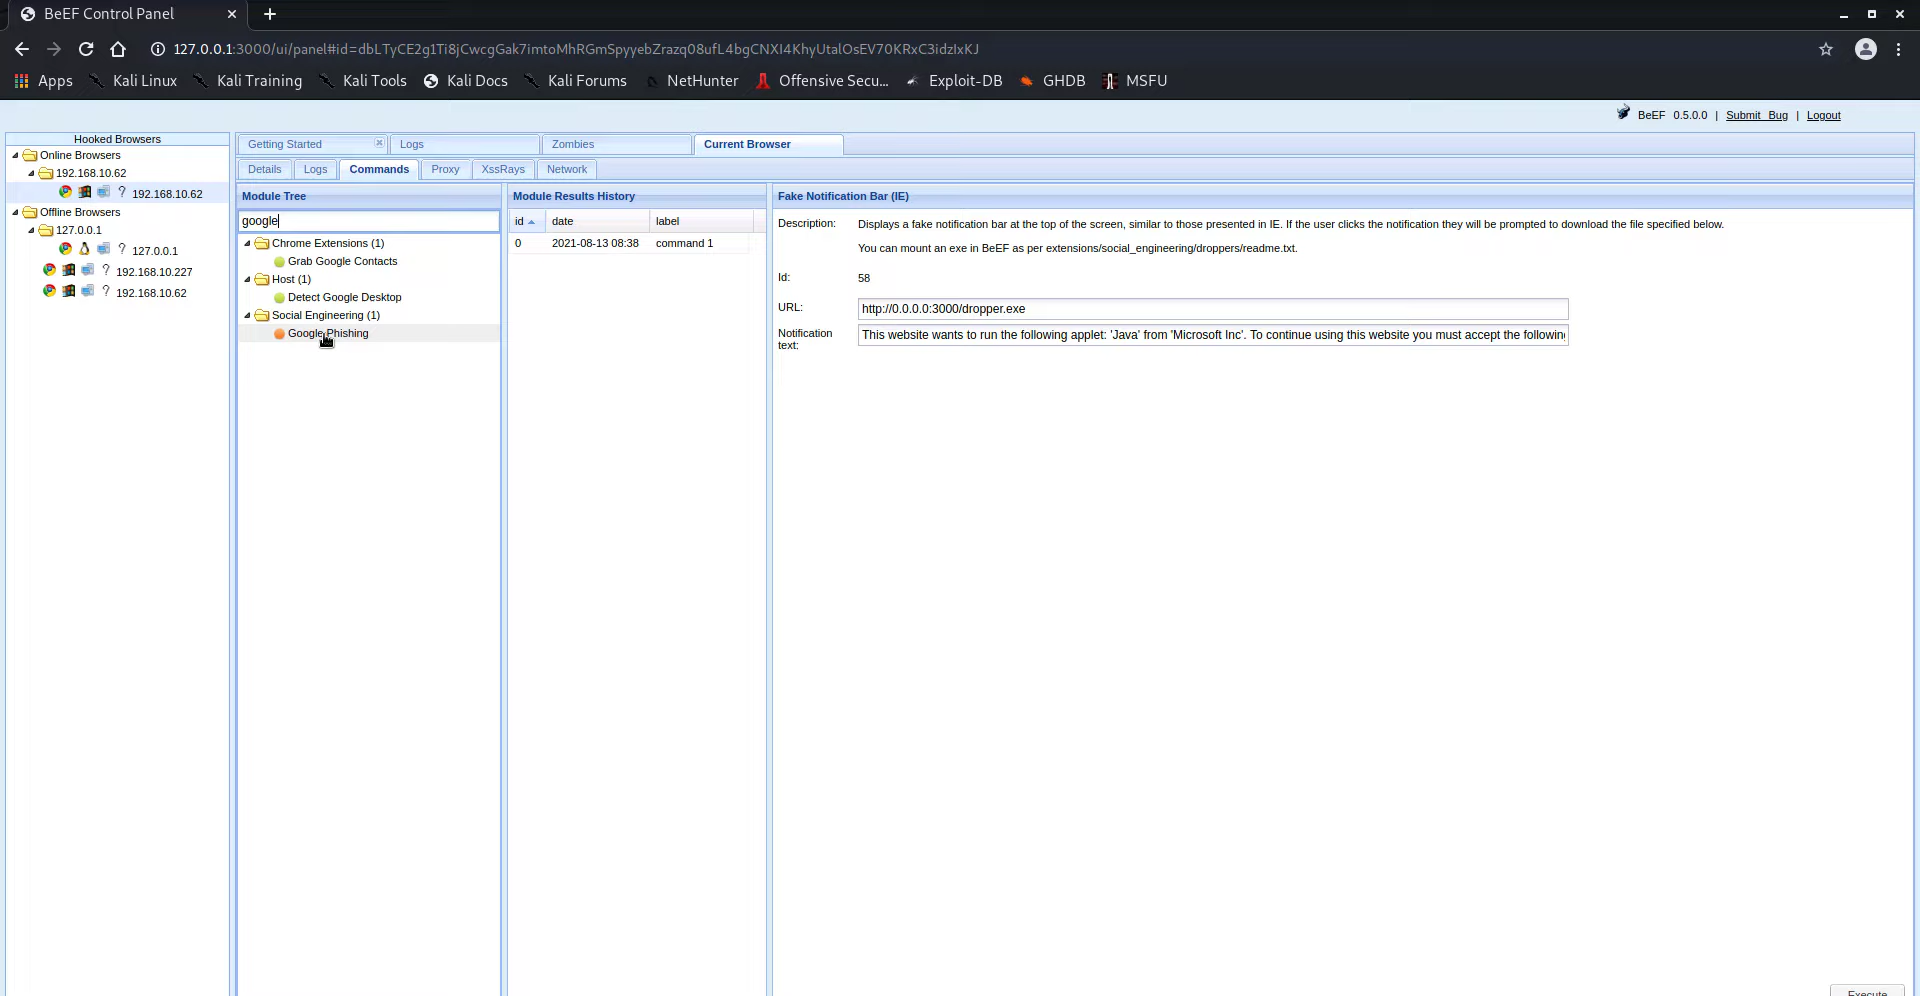 BeEF Control Panel
127.0.0.1:3000/ui/panel#id=dbLTyCE2g1Ti8jCwcgGak7imtoMhRGmSpyyebZrazq08ufL4bgCNXI4KhyUtalOsEV70KRxC3idzIxKJ
Apps Kali Linux Kali Training Kali Tools Kali Docs Kali Forums NetHunter Offensive Secu... Exploit-DB GHDB MSFU
BeEF 0.5.0.0 | Submit Bug | Logout
Hooked Browsers
Online Browsers
192.168.10.62
? 192.168.10.62
Offline Browsers
127.0.0.1
? 127.0.0.1
? 192.168.10.227
? 192.168.10.62
Getting Started Logs Zombies Current Browser
Details Logs Commands Proxy XssRays Network
Module Tree
google
Chrome Extensions (1)
Grab Google Contacts
Host (1)
Detect Google Desktop
Social Engineering (1)
Google Phishing
Module Results History
id date label
0 2021-08-13 08:38 command 1
Fake Notification Bar (IE)
Description: Displays a fake notification bar at the top of the screen, similar to those presented in IE. If the user clicks the notification they will be prompted to download the file specified below.
You can mount an exe in BeEF as per extensions/social_engineering/droppers/readme.txt.
Id: 58
URL: http://0.0.0.0:3000/dropper.exe
Notification text: This website wants to run the following applet: 'Java' from 'Microsoft Inc'. To continue using this website you must accept the following
Execute